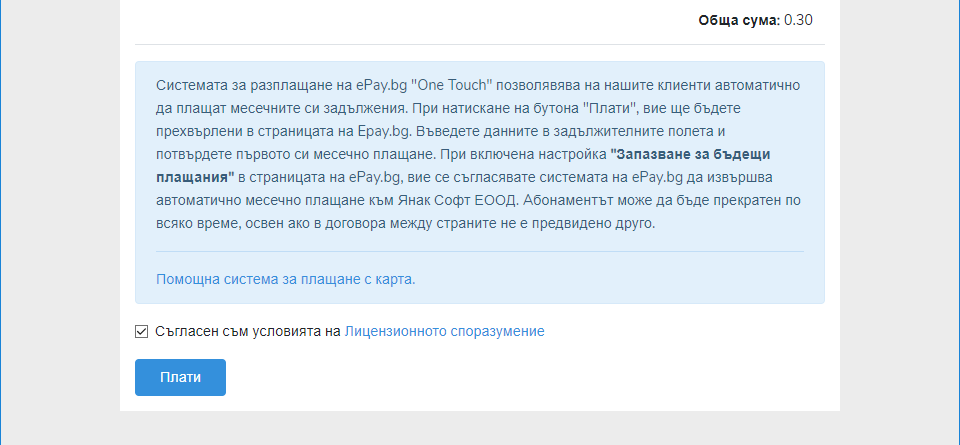 Обща сума: 0.30
Системата за разплащане на ePay.bg "One Touch" позволявява на нашите клиенти автоматично
да плащат месечните си задължения. При натискане на бутона "Плати", вие ще бъдете
прехвърлени в страницата на Epay.bg. Въведете данните в задължителните полета и
потвърдете първото си месечно плащане. При включена настройка "Запазване за бъдещи
плащания" в страницата на ePay.bg, вие се съгласявате системата на ePay.bg да извършва
автоматично месечно плащане към Янак Софт ЕООД. Абонаментът може да бъде прекратен по
всяко време, освен ако в договора между страните не е предвидено друго.
Помощна система за плащане с карта.
Съгласен съм условията на Лицензионното споразумение
Плати